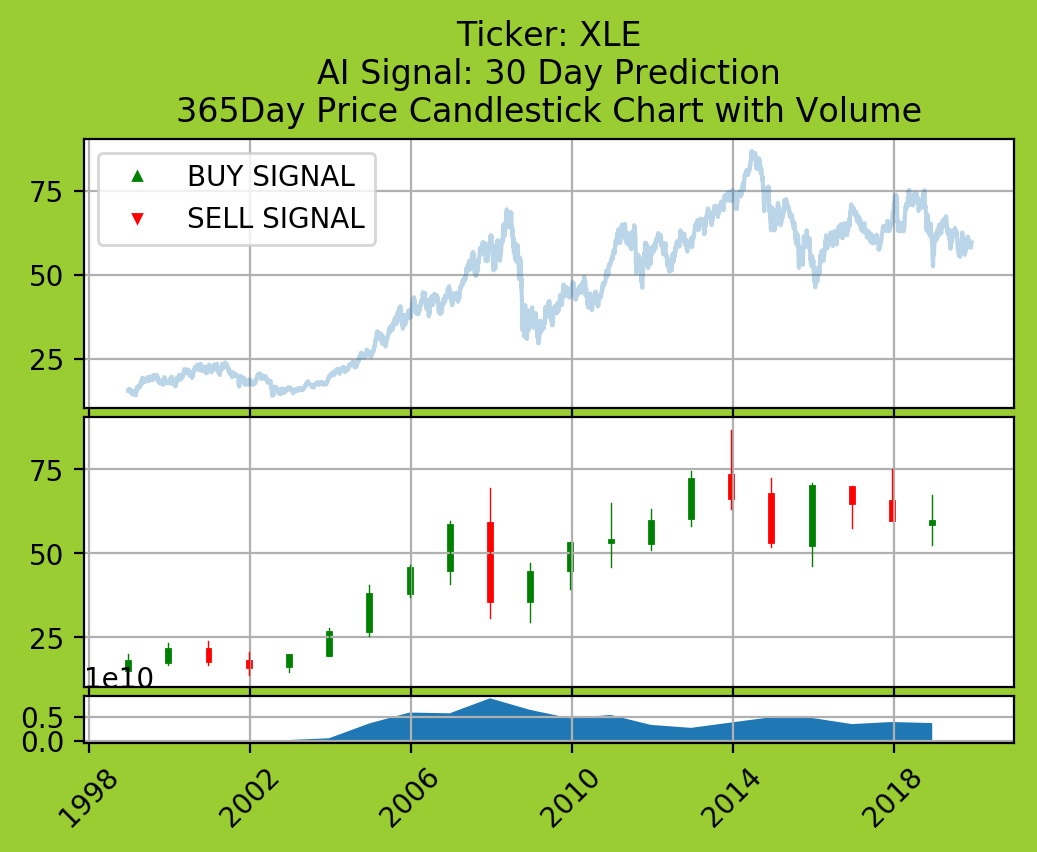 Ticker: XLE
AI Signal: 30 Day Prediction
365Day Price Candlestick Chart with Volume
BUY SIGNAL
SELL SIGNAL
75
50
25
75
50
25
1e10
0.5
0.0
1998 2002 2006 2010 2014 2018